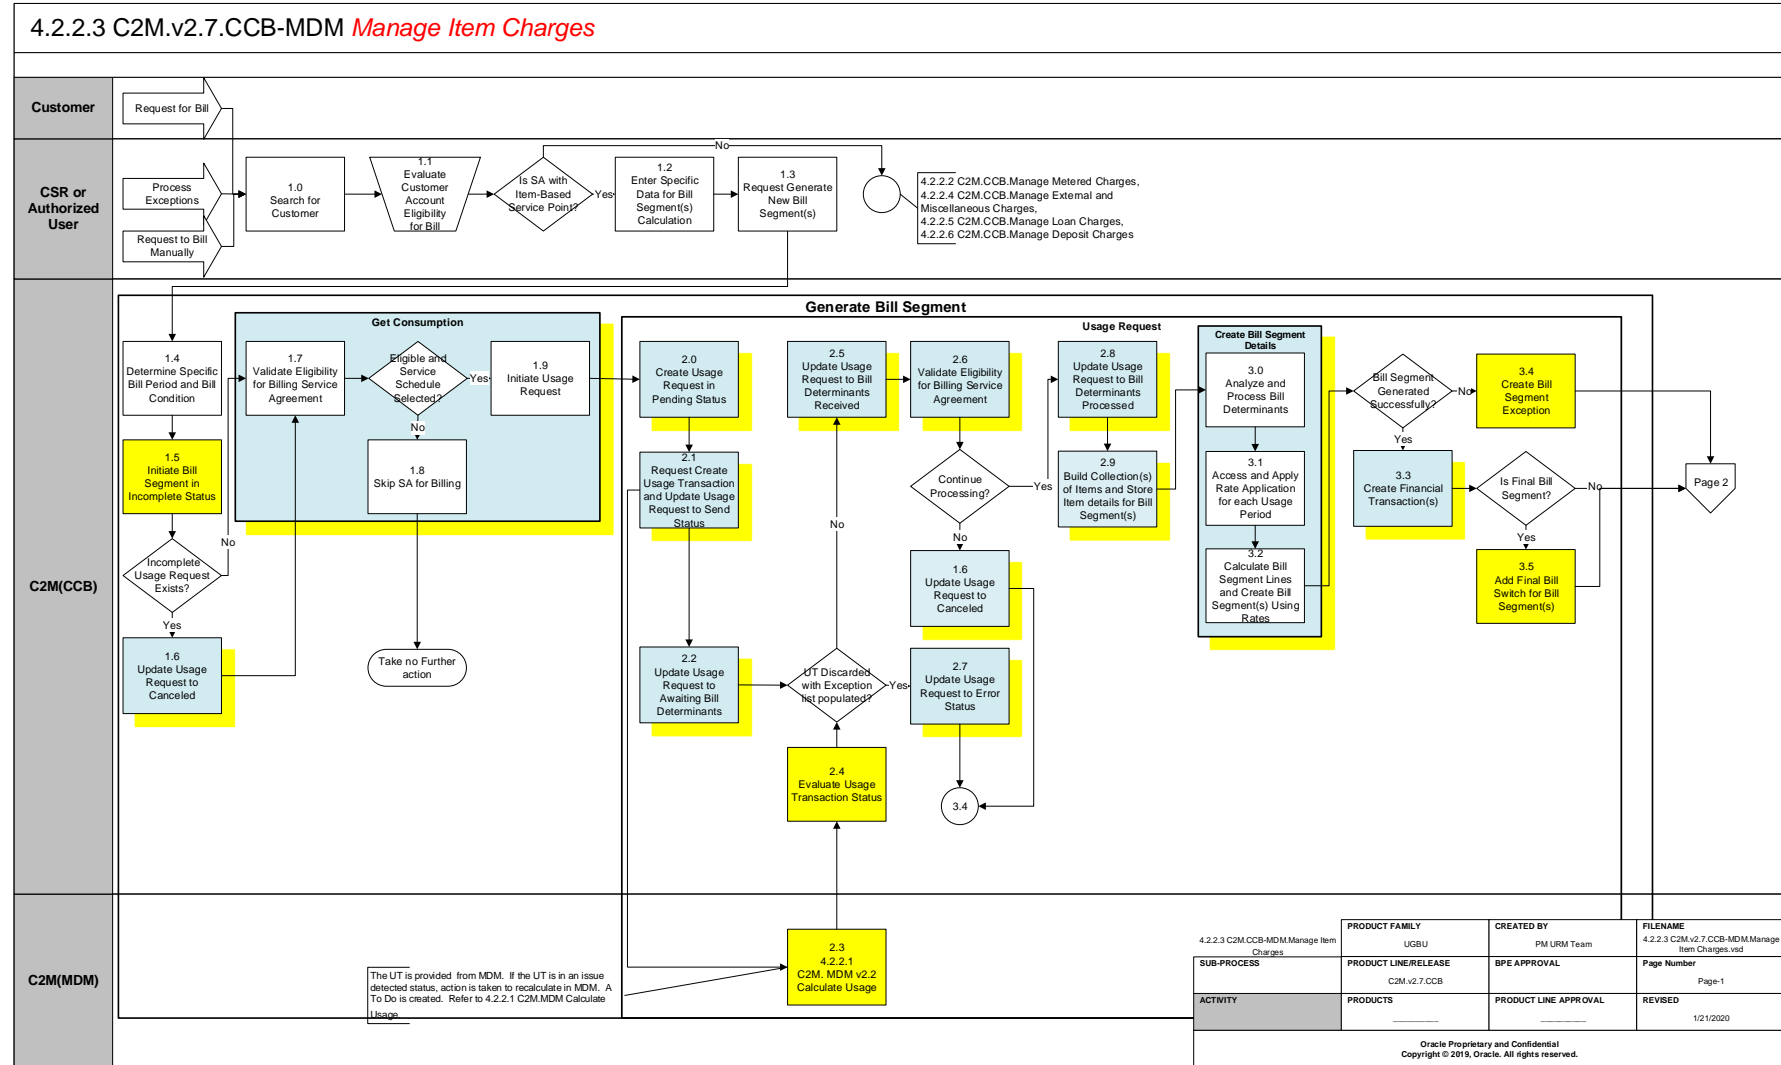 4.2.2.3 C2M.v2.7.CCB-MDM Manage Item Charges
Customer
Request for Bill
CSR or
Authorized
User
Process
Exceptions
Request to Bill
Manually
1.0
Search for
Customer
1.1
Evaluate
Customer
Account
Eligibility
for Bill
Is SA with
Item-Based
Service Point?
Yes
No
1.2
Enter Specific
Data for Bill
Segment(s)
Calculation
1.3
Request Generate
New Bill
Segment(s)
4.2.2.2 C2M.CCB.Manage Metered Charges,
4.2.2.4 C2M.CCB.Manage External and
Miscellaneous Charges,
4.2.2.5 C2M.CCB.Manage Loan Charges,
4.2.2.6 C2M.CCB.Manage Deposit Charges
C2M(CCB)
Generate Bill Segment
1.4
Determine Specific
Bill Period and Bill
Condition
1.5
Initiate Bill
Segment in
Incomplete Status
Incomplete
Usage Request
Exists?
No
Yes
1.6
Update Usage
Request to
Canceled
Get Consumption
1.7
Validate Eligibility
for Billing Service
Agreement
Eligible and
Service
Schedule
Selected?
Yes
No
1.9
Initiate Usage
Request
1.8
Skip SA for Billing
Take no Further
action
Usage Request
2.0
Create Usage
Request in
Pending Status
2.1
Request Create
Usage Transaction
and Update Usage
Request to Send
Status
2.2
Update Usage
Request to
Awaiting Bill
Determinants
2.5
Update Usage
Request to Bill
Determinants
Received
No
UT Discarded
with Exception
list populated?
Yes
2.4
Evaluate Usage
Transaction Status
2.6
Validate Eligibility
for Billing Service
Agreement
Continue
Processing?
Yes
No
1.6
Update Usage
Request to
Canceled
2.7
Update Usage
Request to Error
Status
3.4
2.8
Update Usage
Request to Bill
Determinants
Processed
2.9
Build Collection(s)
of Items and Store
Item details for Bill
Segment(s)
Create Bill Segment
Details
3.0
Analyze and
Process Bill
Determinants
3.1
Access and Apply
Rate Application
for each Usage
Period
3.2
Calculate Bill
Segment Lines
and Create Bill
Segment(s) Using
Rates
Bill Segment
Generated
Successfully?
No
Yes
3.4
Create Bill
Segment
Exception
3.3
Create Financial
Transaction(s)
Is Final Bill
Segment?
No
Yes
3.5
Add Final Bill
Switch for Bill
Segment(s)
Page 2
C2M(MDM)
The UT is provided from MDM. If the UT is in an issue
detected status, action is taken to recalculate in MDM. A
To Do is created. Refer to 4.2.2.1 C2M.MDM Calculate
Usage
2.3
4.2.2.1
C2M. MDM v2.2
Calculate Usage
4.2.2.3 C2M.CCB-MDM.Manage Item
Charges
PRODUCT FAMILY
UGBU
CREATED BY
PM URM Team
FILENAME
4.2.2.3 C2M.v2.7.CCB-MDM.Manage
Item Charges.vsd
SUB-PROCESS
PRODUCT LINE/RELEASE
C2M.v2.7.CCB
BPE APPROVAL
Page Number
Page-1
ACTIVITY
PRODUCTS
PRODUCT LINE APPROVAL
REVISED
1/21/2020
Oracle Proprietary and Confidential
Copyright © 2019, Oracle. All rights reserved.